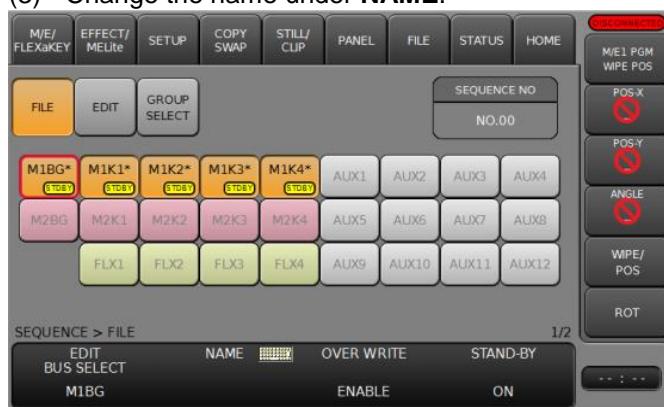 (3) Change the name under NAME.
M/E/ FLEXaKEY
EFFECT/ MELite
SETUP
COPY SWAP
STILL/ CLIP
PANEL
FILE
STATUS
HOME
DISCONNECTED
M/E1 PGM
WIPE POS
FILE
EDIT
GROUP SELECT
SEQUENCE NO
NO.00
POS-X
POS-Y
ANGLE
M1BG* STDBY
M1K1* STDBY
M1K2* STDBY
M1K3* STDBY
M1K4* STDBY
AUX1
AUX2
AUX3
AUX4
M2BG
M2K1
M2K2
M2K3
M2K4
AUX5
AUX6
AUX7
AUX8
FLX1
FLX2
FLX3
FLX4
AUX9
AUX10
AUX11
AUX12
WIPE/
POS
ROT
SEQUENCE > FILE
1/2
EDIT
BUS SELECT
NAME
OVER WRITE
STAND-BY
M1BG
ENABLE
ON
-- : --